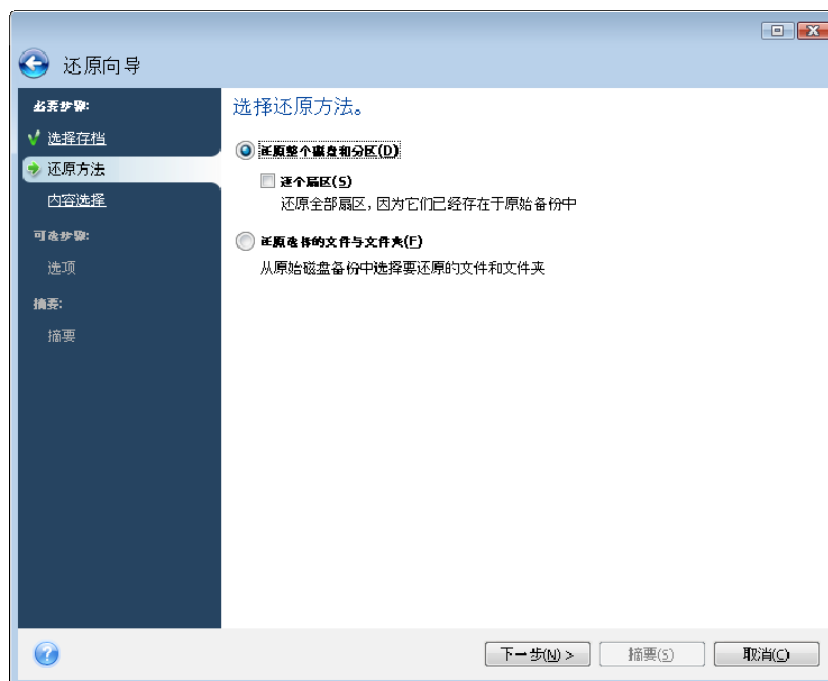 还原向导
必要步骤:
选择存档
还原方法
内容选择
可选步骤:
选项
摘要:
摘要
选择还原方法。
还原整个磁盘和分区(D)
逐个扇区(S)
还原全部扇区，因为它们已经存在于原始备份中
还原选择的文件与文件夹(F)
从原始磁盘备份中选择要还原的文件和文件夹
?
下一步(N) >
摘要(S)
取消(C)